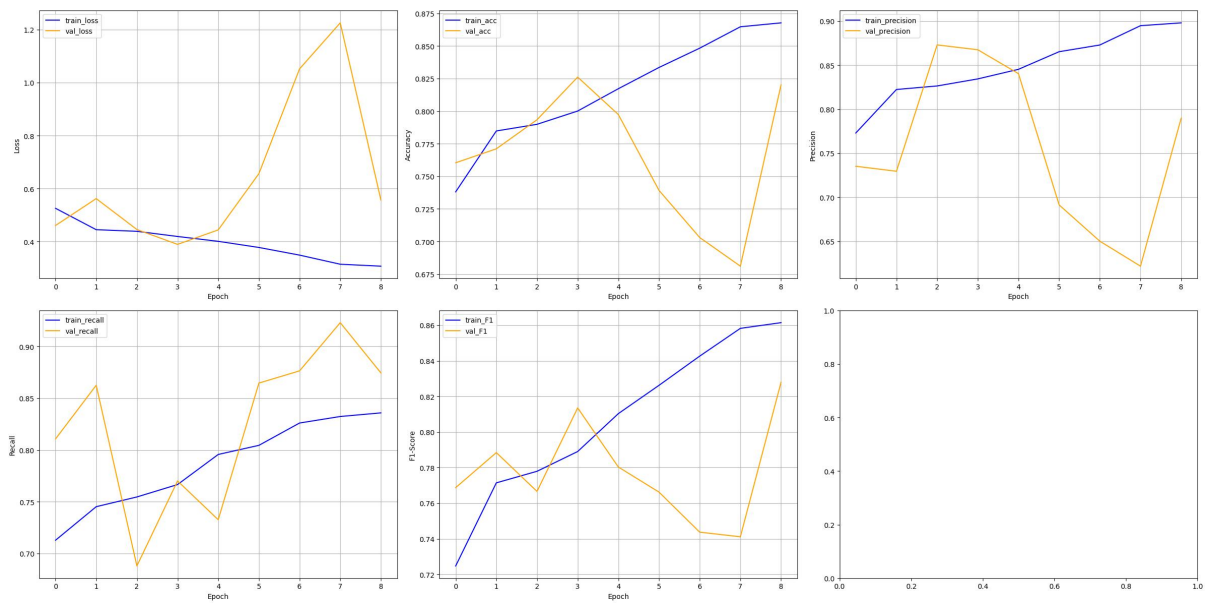 train_loss
val_loss
1.2
1.0
0.8
0.6
0.4
Loss
0 1 2 3 4 5 6 7 8
Epoch
train_acc
val_acc
0.875
0.850
0.825
0.800
0.775
0.750
0.725
0.700
0.675
Accuracy
0 1 2 3 4 5 6 7 8
Epoch
train_precision
val_precision
0.90
0.85
0.80
0.75
0.70
0.65
Precision
0 1 2 3 4 5 6 7 8
Epoch
train_recall
val_recall
0.90
0.85
0.80
0.75
0.70
Recall
0 1 2 3 4 5 6 7 8
Epoch
train_F1
val_F1
0.86
0.84
0.82
0.80
0.78
0.76
0.74
0.72
F1-Score
0 1 2 3 4 5 6 7 8
Epoch
1.0
0.8
0.6
0.4
0.2
0.0
0.0 0.2 0.4 0.6 0.8 1.0